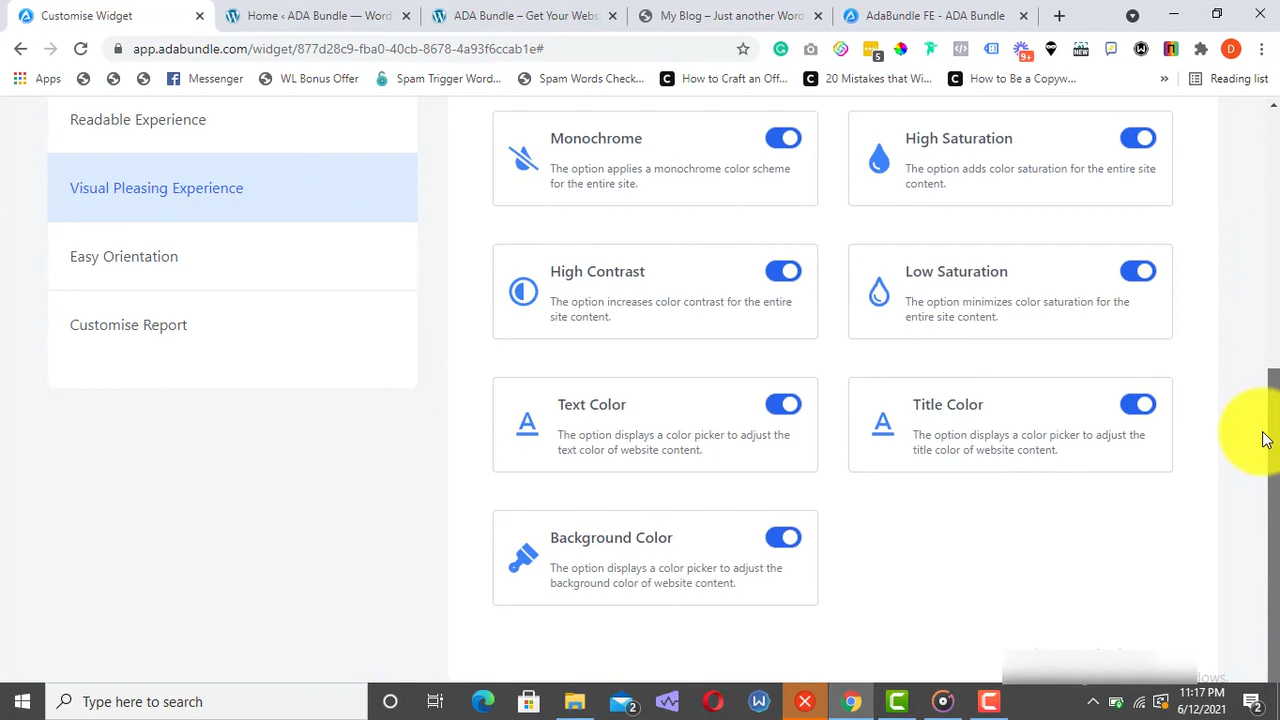 Customise Widget
Home ‹ ADA Bundle — Word
ADA Bundle – Get Your Webs
My Blog – Just another Word
AdaBundle FE - ADA Bundle
app.adabundle.com/widget/877d28c9-fba0-40cb-8678-4a93f6ccab1e#
5
9+
NEW
D
Apps
Messenger
WL Bonus Offer
Spam Trigger Word...
Spam Words Check...
How to Craft an Off...
20 Mistakes that Wi...
How to Be a Copyw...
»
Reading list
Readable Experience
Visual Pleasing Experience
Easy Orientation
Customise Report
Monochrome
The option applies a monochrome color scheme
for the entire site.
High Saturation
The option adds color saturation for the entire site
content.
High Contrast
The option increases color contrast for the entire
site content.
Low Saturation
The option minimizes color saturation for the
entire site content.
Text Color
The option displays a color picker to adjust the
text color of website content.
Title Color
The option displays a color picker to adjust the
title color of website content.
Background Color
The option displays a color picker to adjust the
background color of website content.
Type here to search
2
11:17 PM
6/12/2021
2